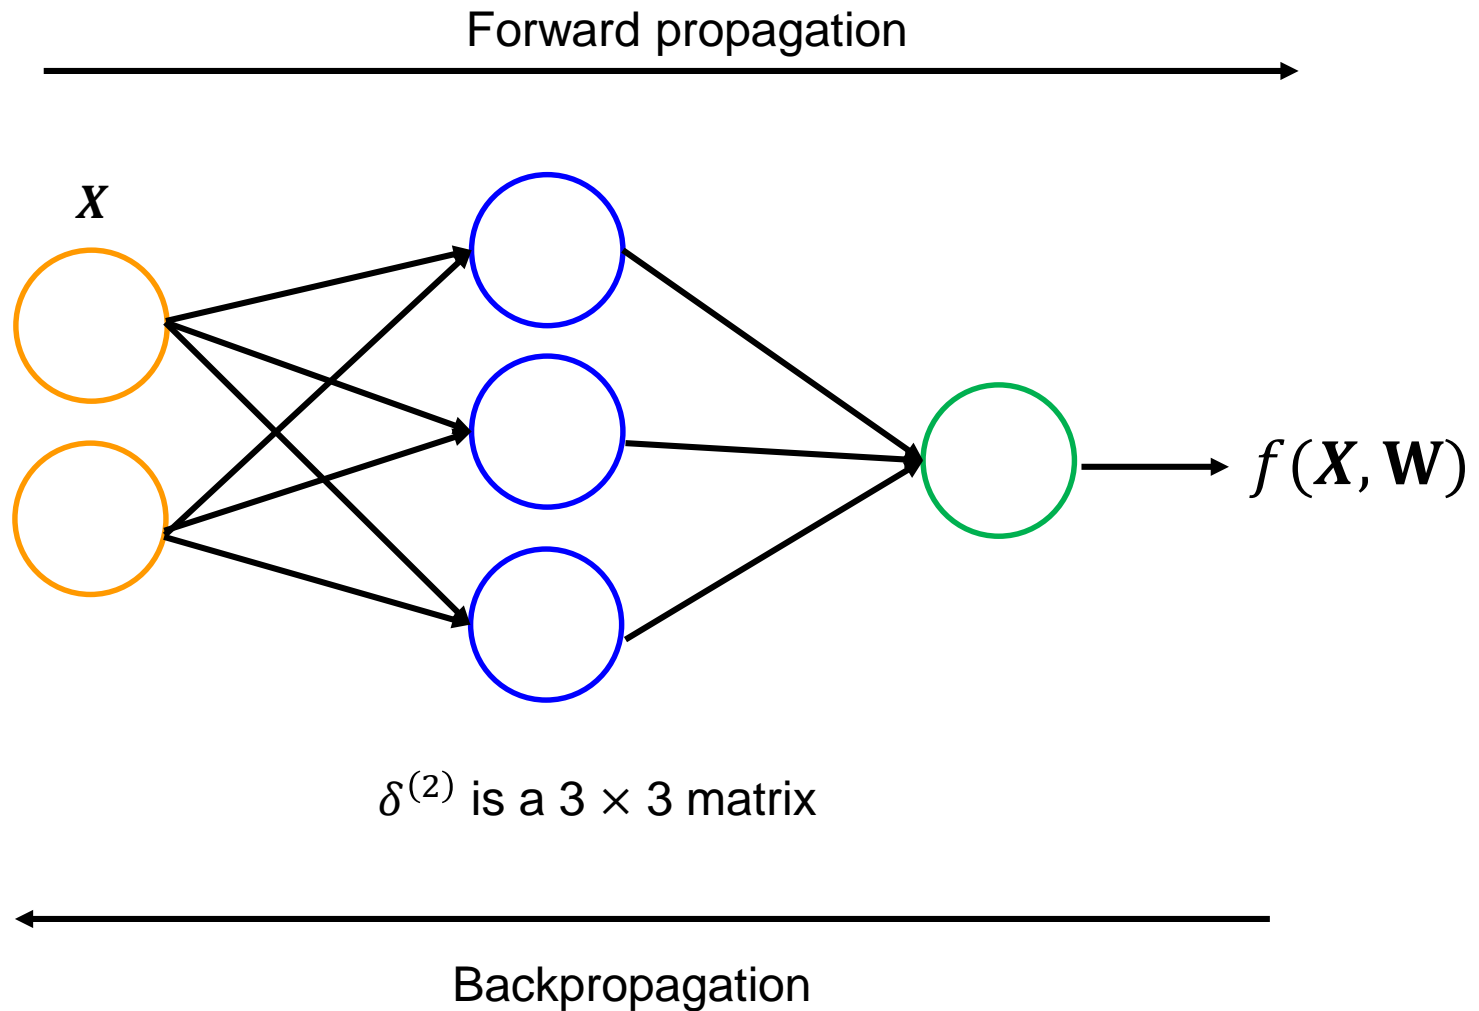 Forward propagation
X
f(X, W)
δ⁽²⁾ is a 3 × 3 matrix
Backpropagation